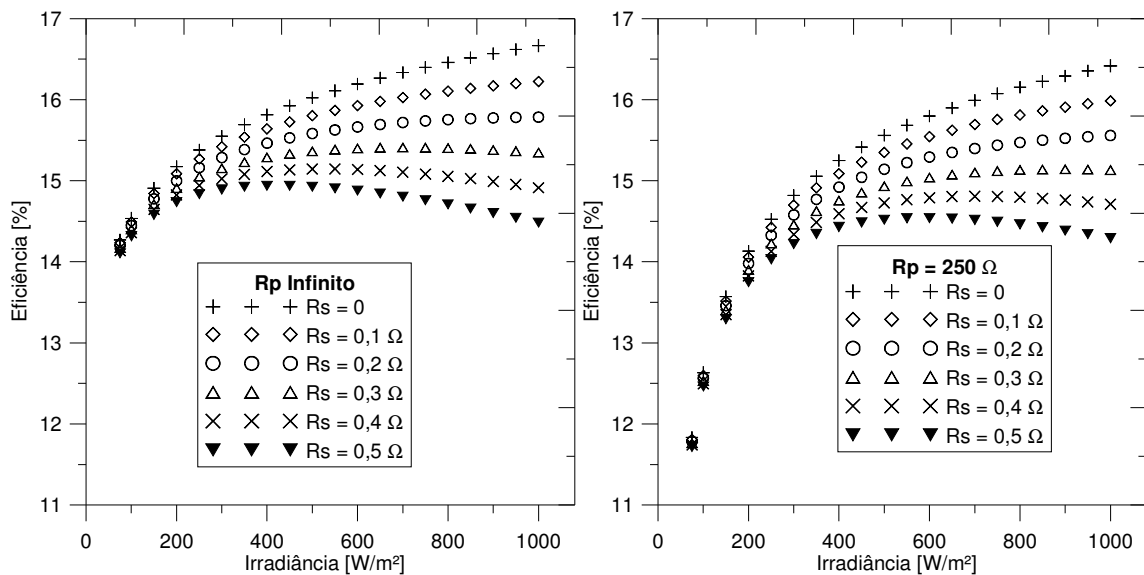 17
16
15
14
13
12
11
Eficiência [%]
0
200
400
600
800
1000
Irradiância [W/m²]
Rp Infinito
Rs = 0
Rs = 0,1 Ω
Rs = 0,2 Ω
Rs = 0,3 Ω
Rs = 0,4 Ω
Rs = 0,5 Ω
17
16
15
14
13
12
11
Eficiência [%]
0
200
400
600
800
1000
Irradiância [W/m²]
Rp = 250 Ω
Rs = 0
Rs = 0,1 Ω
Rs = 0,2 Ω
Rs = 0,3 Ω
Rs = 0,4 Ω
Rs = 0,5 Ω